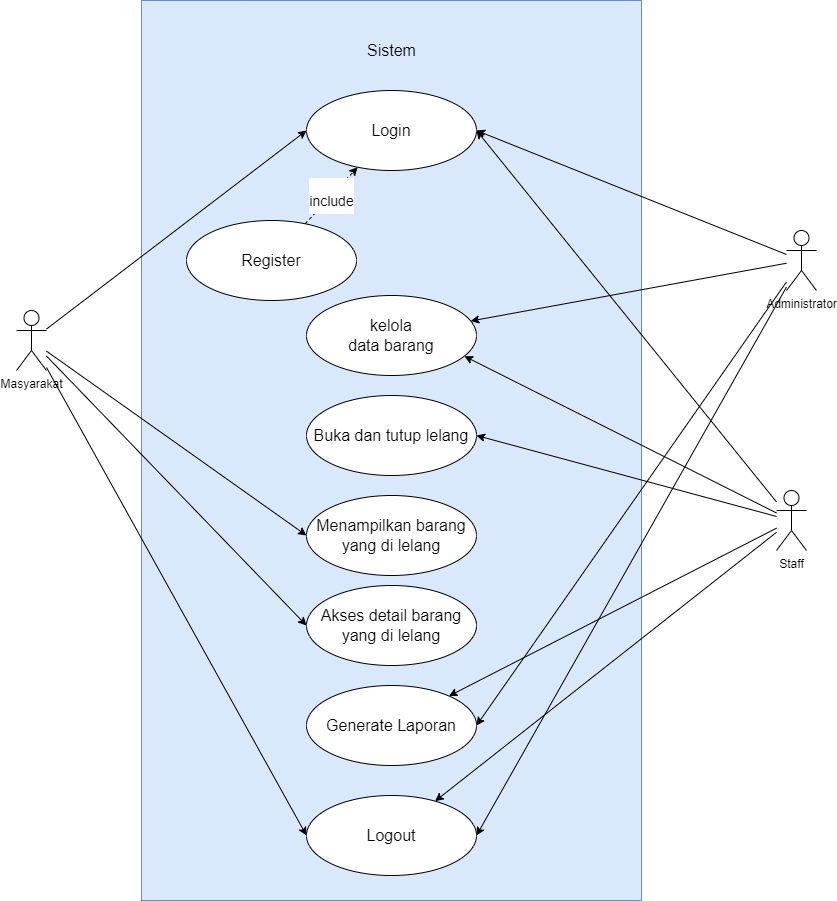 Sistem
Login
include
Register
Administrator
kelola
data barang
Masyarakat
Buka dan tutup lelang
Menampilkan barang
yang di lelang
Staff
Akses detail barang
yang di lelang
Generate Laporan
Logout